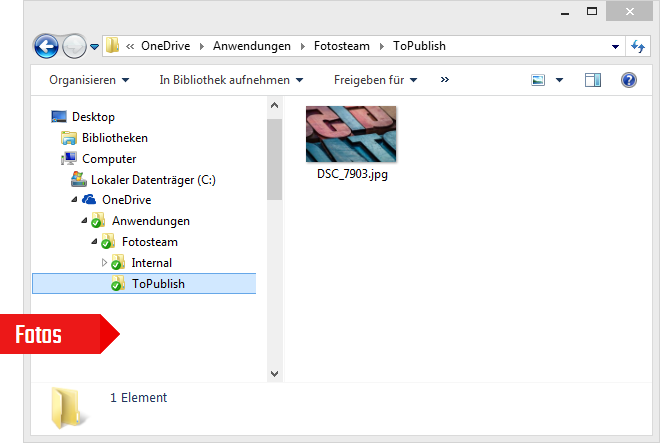 « OneDrive ▸ Anwendungen ▸ Fotosteam ▸ ToPublish
Organisieren In Bibliothek aufnehmen Freigeben für »
Desktop
Bibliotheken
Computer
Lokaler Datenträger (C:)
OneDrive
Anwendungen
Fotosteam
Internal
ToPublish
DSC_7903.jpg
Fotos
1 Element